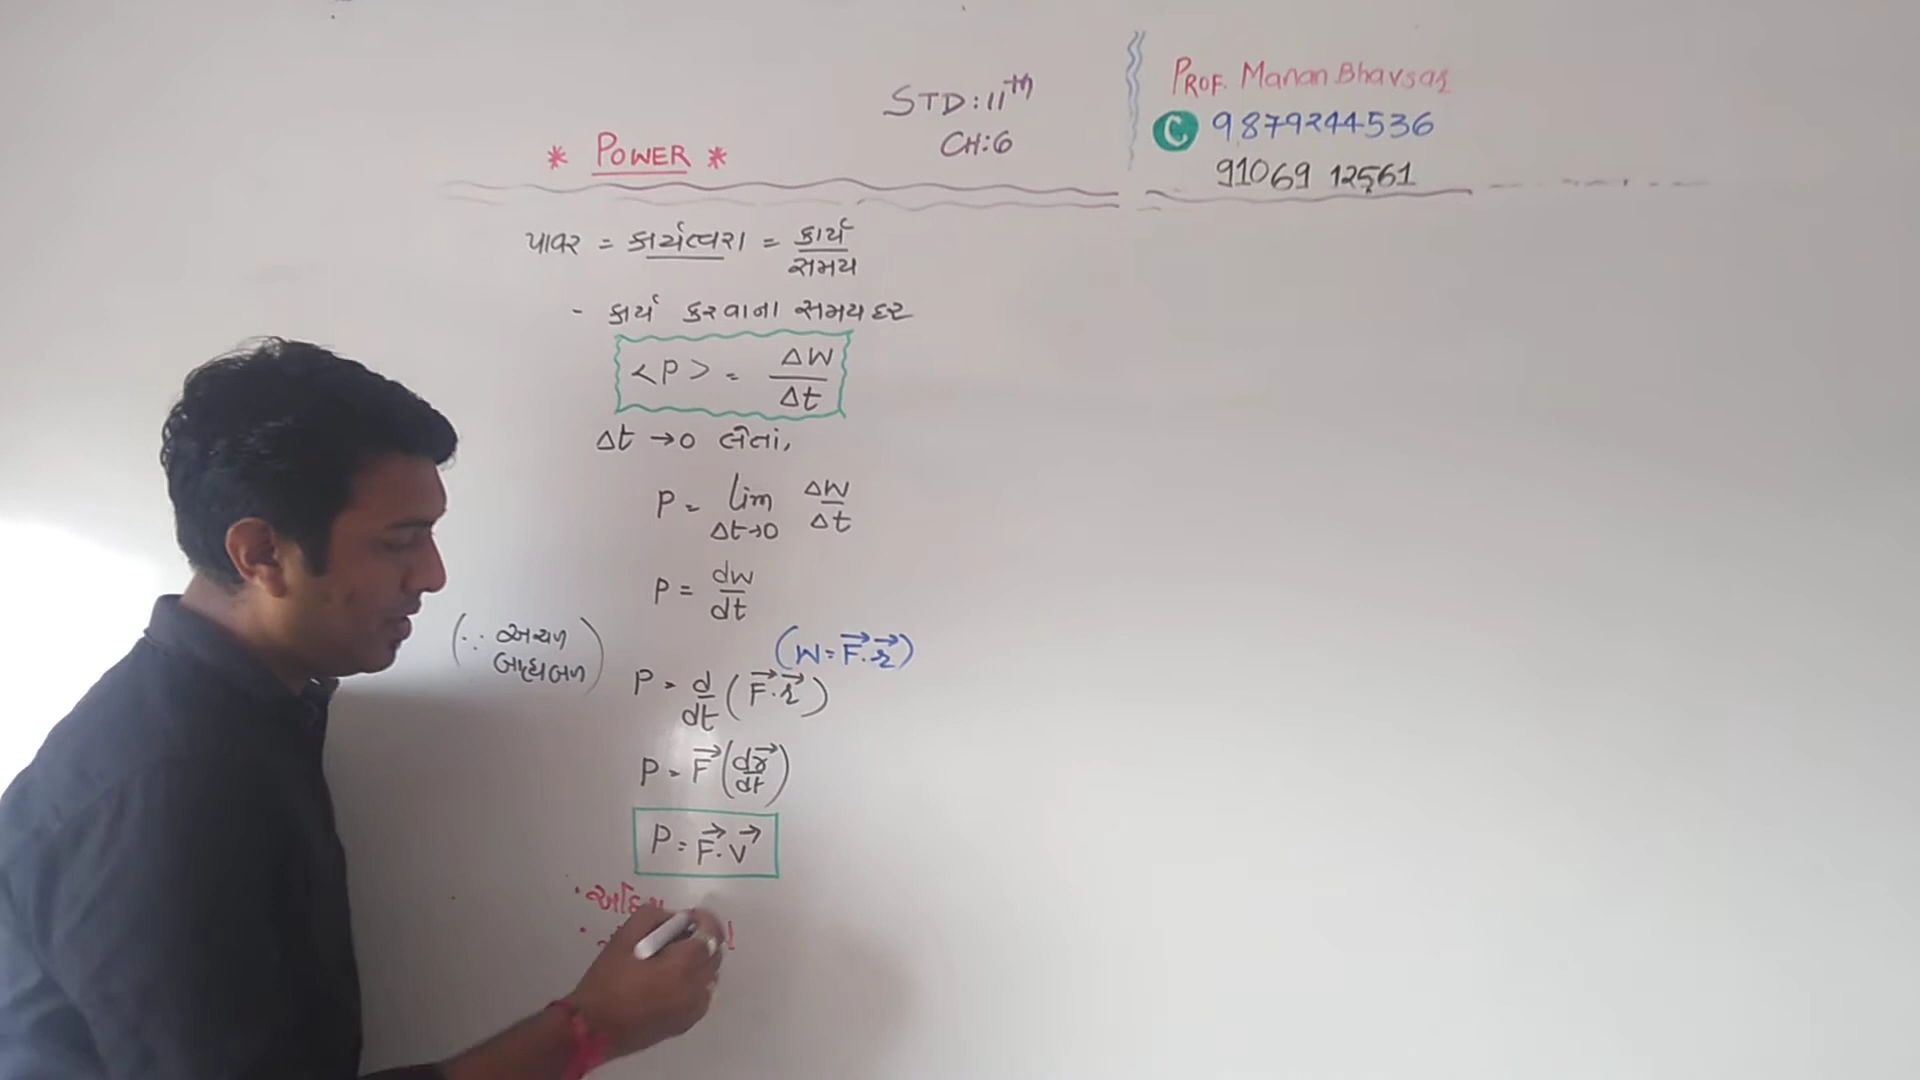 * POWER *
STD:11th
CH:6
PROF. Manan Bhavsar
9879244536
91069 12561
પાવર = કાર્યત્વરા = કાર્ય / સમય
- કાર્ય કરવાના સમયદર
<P> = ΔW / Δt
Δt → 0 લેતાં,
P = lim Δt→0 ΔW / Δt
P = dw / dt
(∵ અચળ બાહ્યબળ)
(W = F⃗ . r⃗)
P = d / dt (F⃗ . r⃗)
P = F⃗ (dr⃗ / dt)
P = F⃗ . V⃗